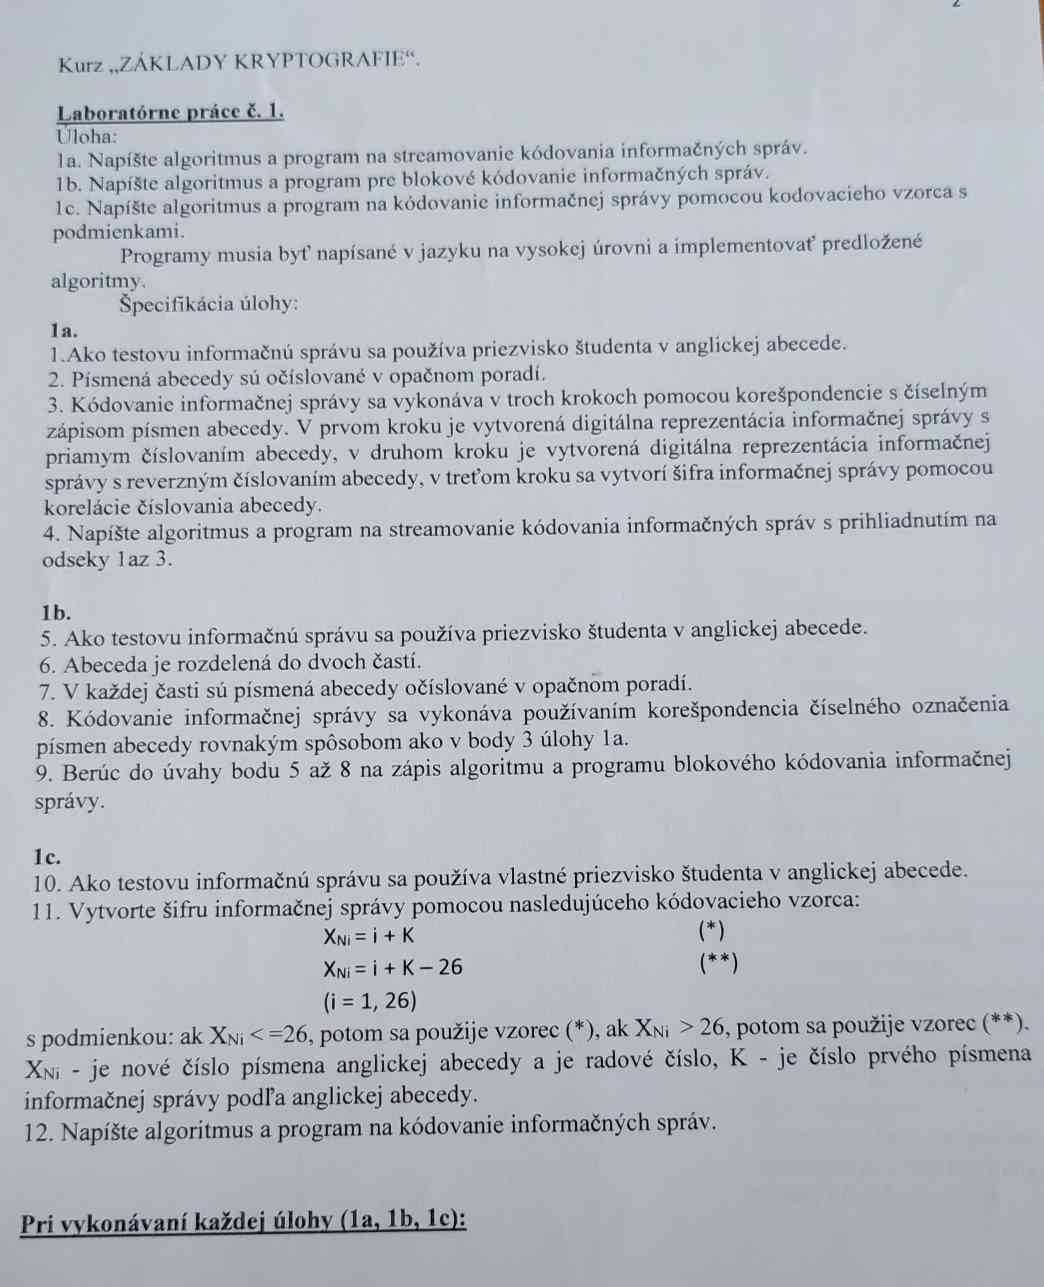 2
Kurz „ZÁKLADY KRYPTOGRAFIE“.
Laboratórne práce č. 1.
Úloha:
1a. Napíšte algoritmus a program na streamovanie kódovania informačných správ.
1b. Napíšte algoritmus a program pre blokové kódovanie informačných správ.
1c. Napíšte algoritmus a program na kódovanie informačnej správy pomocou kodovacieho vzorca s
podmienkami.
Programy musia byť napísané v jazyku na vysokej úrovni a implementovať predložené
algoritmy.
Špecifikácia úlohy:
1a.
1.Ako testovu informačnú správu sa používa priezvisko študenta v anglickej abecede.
2. Písmená abecedy sú očíslované v opačnom poradí.
3. Kódovanie informačnej správy sa vykonáva v troch krokoch pomocou korešpondencie s číselným
zápisom písmen abecedy. V prvom kroku je vytvorená digitálna reprezentácia informačnej správy s
priamym číslovaním abecedy, v druhom kroku je vytvorená digitálna reprezentácia informačnej
správy s reverzným číslovaním abecedy, v treťom kroku sa vytvorí šifra informačnej správy pomocou
korelácie číslovania abecedy.
4. Napíšte algoritmus a program na streamovanie kódovania informačných správ s prihliadnutím na
odseky 1az 3.
1b.
5. Ako testovu informačnú správu sa používa priezvisko študenta v anglickej abecede.
6. Abeceda je rozdelená do dvoch častí.
7. V každej časti sú písmená abecedy očíslované v opačnom poradí.
8. Kódovanie informačnej správy sa vykonáva používaním korešpondencia číselného označenia
písmen abecedy rovnakým spôsobom ako v body 3 úlohy 1a.
9. Berúc do úvahy bodu 5 až 8 na zápis algoritmu a programu blokového kódovania informačnej
správy.
1c.
10. Ako testovu informačnú správu sa používa vlastné priezvisko študenta v anglickej abecede.
11. Vytvorte šifru informačnej správy pomocou nasledujúceho kódovacieho vzorca:
XNi = i + K (*)
XNi = i + K – 26 (**)
(i = 1, 26)
s podmienkou: ak XNi < =26, potom sa použije vzorec (*), ak XNi > 26, potom sa použije vzorec (**).
XNi - je nové číslo písmena anglickej abecedy a je radové číslo, K - je číslo prvého písmena
informačnej správy podľa anglickej abecedy.
12. Napíšte algoritmus a program na kódovanie informačných správ.
Pri vykonávaní každej úlohy (1a, 1b, 1c):